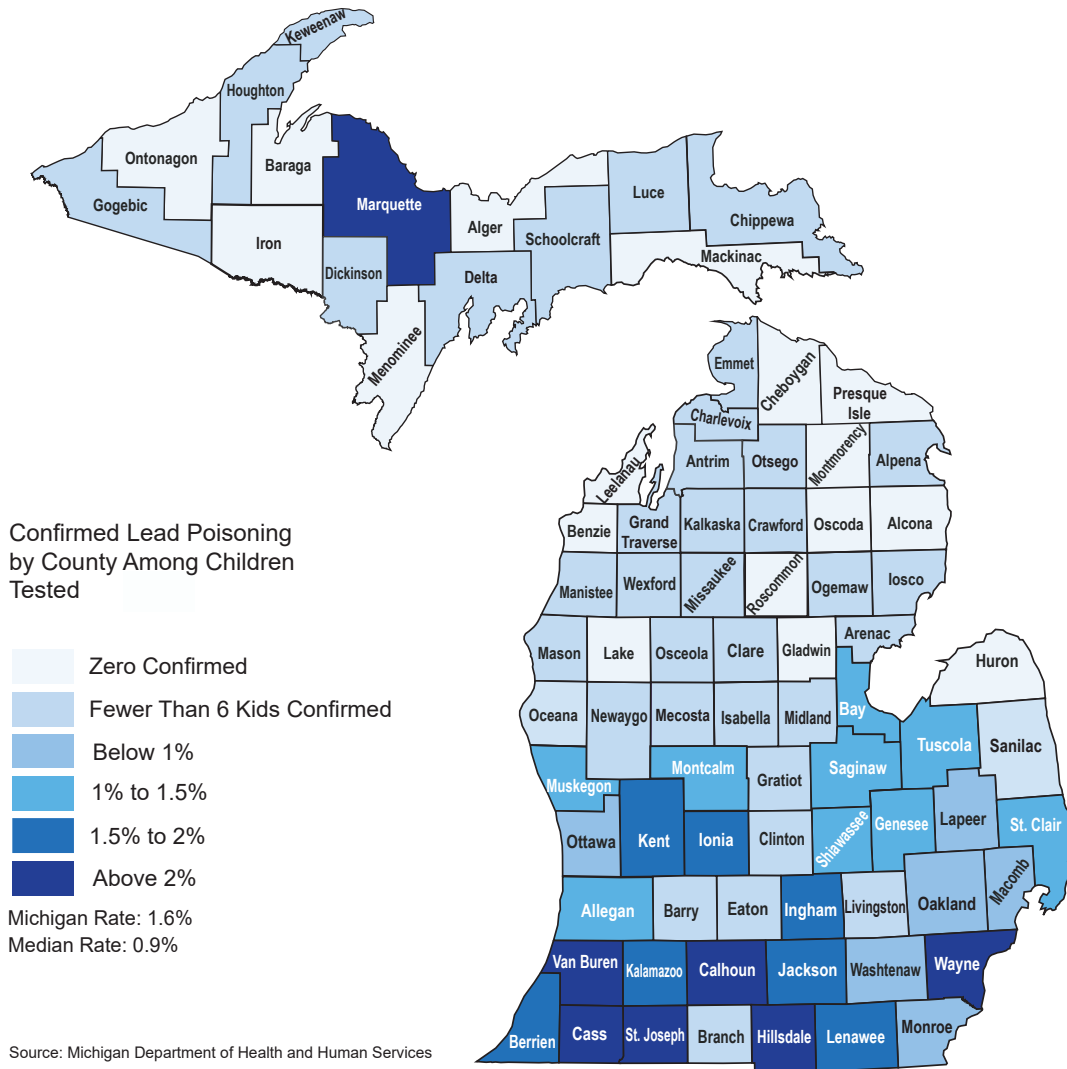 Keweenaw
Houghton
Ontonagon
Baraga
Gogebic
Marquette
Luce
Chippewa
Alger
Iron
Schoolcraft
Mackinac
Dickinson
Delta
Menominee
Emmet
Cheboygan
Presque
Isle
Charlevoix
Antrim
Otsego
Montmorency
Alpena
Leelanau
Benzie
Grand
Traverse
Kalkaska
Crawford
Oscoda
Alcona
Manistee
Wexford
Missaukee
Roscommon
Ogemaw
Iosco
Arenac
Mason
Lake
Osceola
Clare
Gladwin
Huron
Oceana
Newaygo
Mecosta
Isabella
Midland
Bay
Tuscola
Sanilac
Muskegon
Montcalm
Gratiot
Saginaw
Ottawa
Kent
Ionia
Clinton
Shiawassee
Genesee
Lapeer
St. Clair
Allegan
Barry
Eaton
Ingham
Livingston
Oakland
Macomb
Van Buren
Kalamazoo
Calhoun
Jackson
Washtenaw
Wayne
Berrien
Cass
St. Joseph
Branch
Hillsdale
Lenawee
Monroe
Confirmed Lead Poisoning
by County Among Children
Tested
Zero Confirmed
Fewer Than 6 Kids Confirmed
Below 1%
1% to 1.5%
1.5% to 2%
Above 2%
Michigan Rate: 1.6%
Median Rate: 0.9%
Source: Michigan Department of Health and Human Services